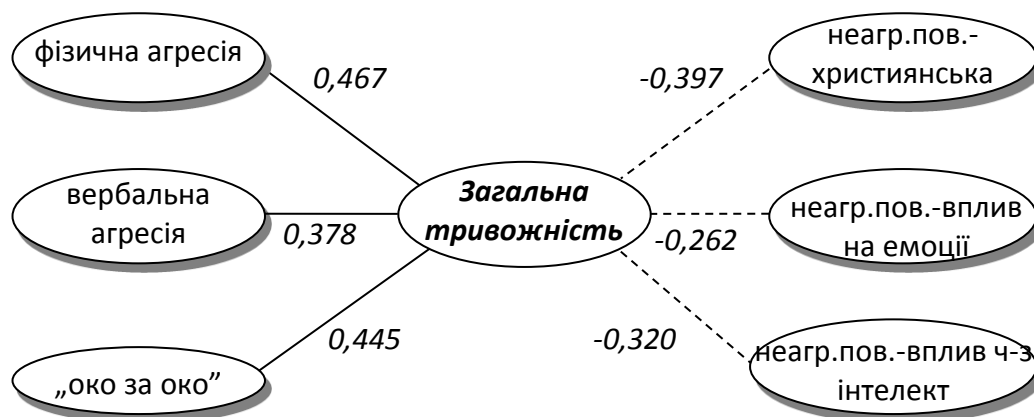 фізична агресія
0,467
вербальна
агресія
0,378
„око за око”
0,445
Загальна
тривожність
-0,397
неагр.пов.-
християнська
-0,262
неагр.пов.-вплив
на емоції
-0,320
неагр.пов.-вплив ч-з
інтелект